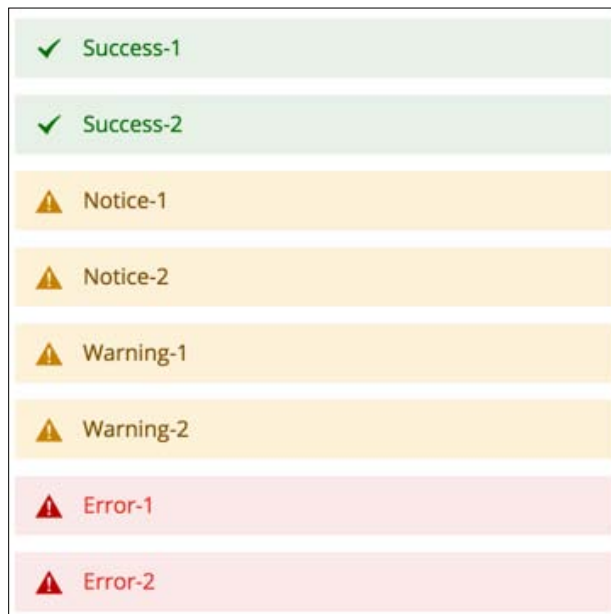 Success-1
Success-2
Notice-1
Notice-2
Warning-1
Warning-2
Error-1
Error-2